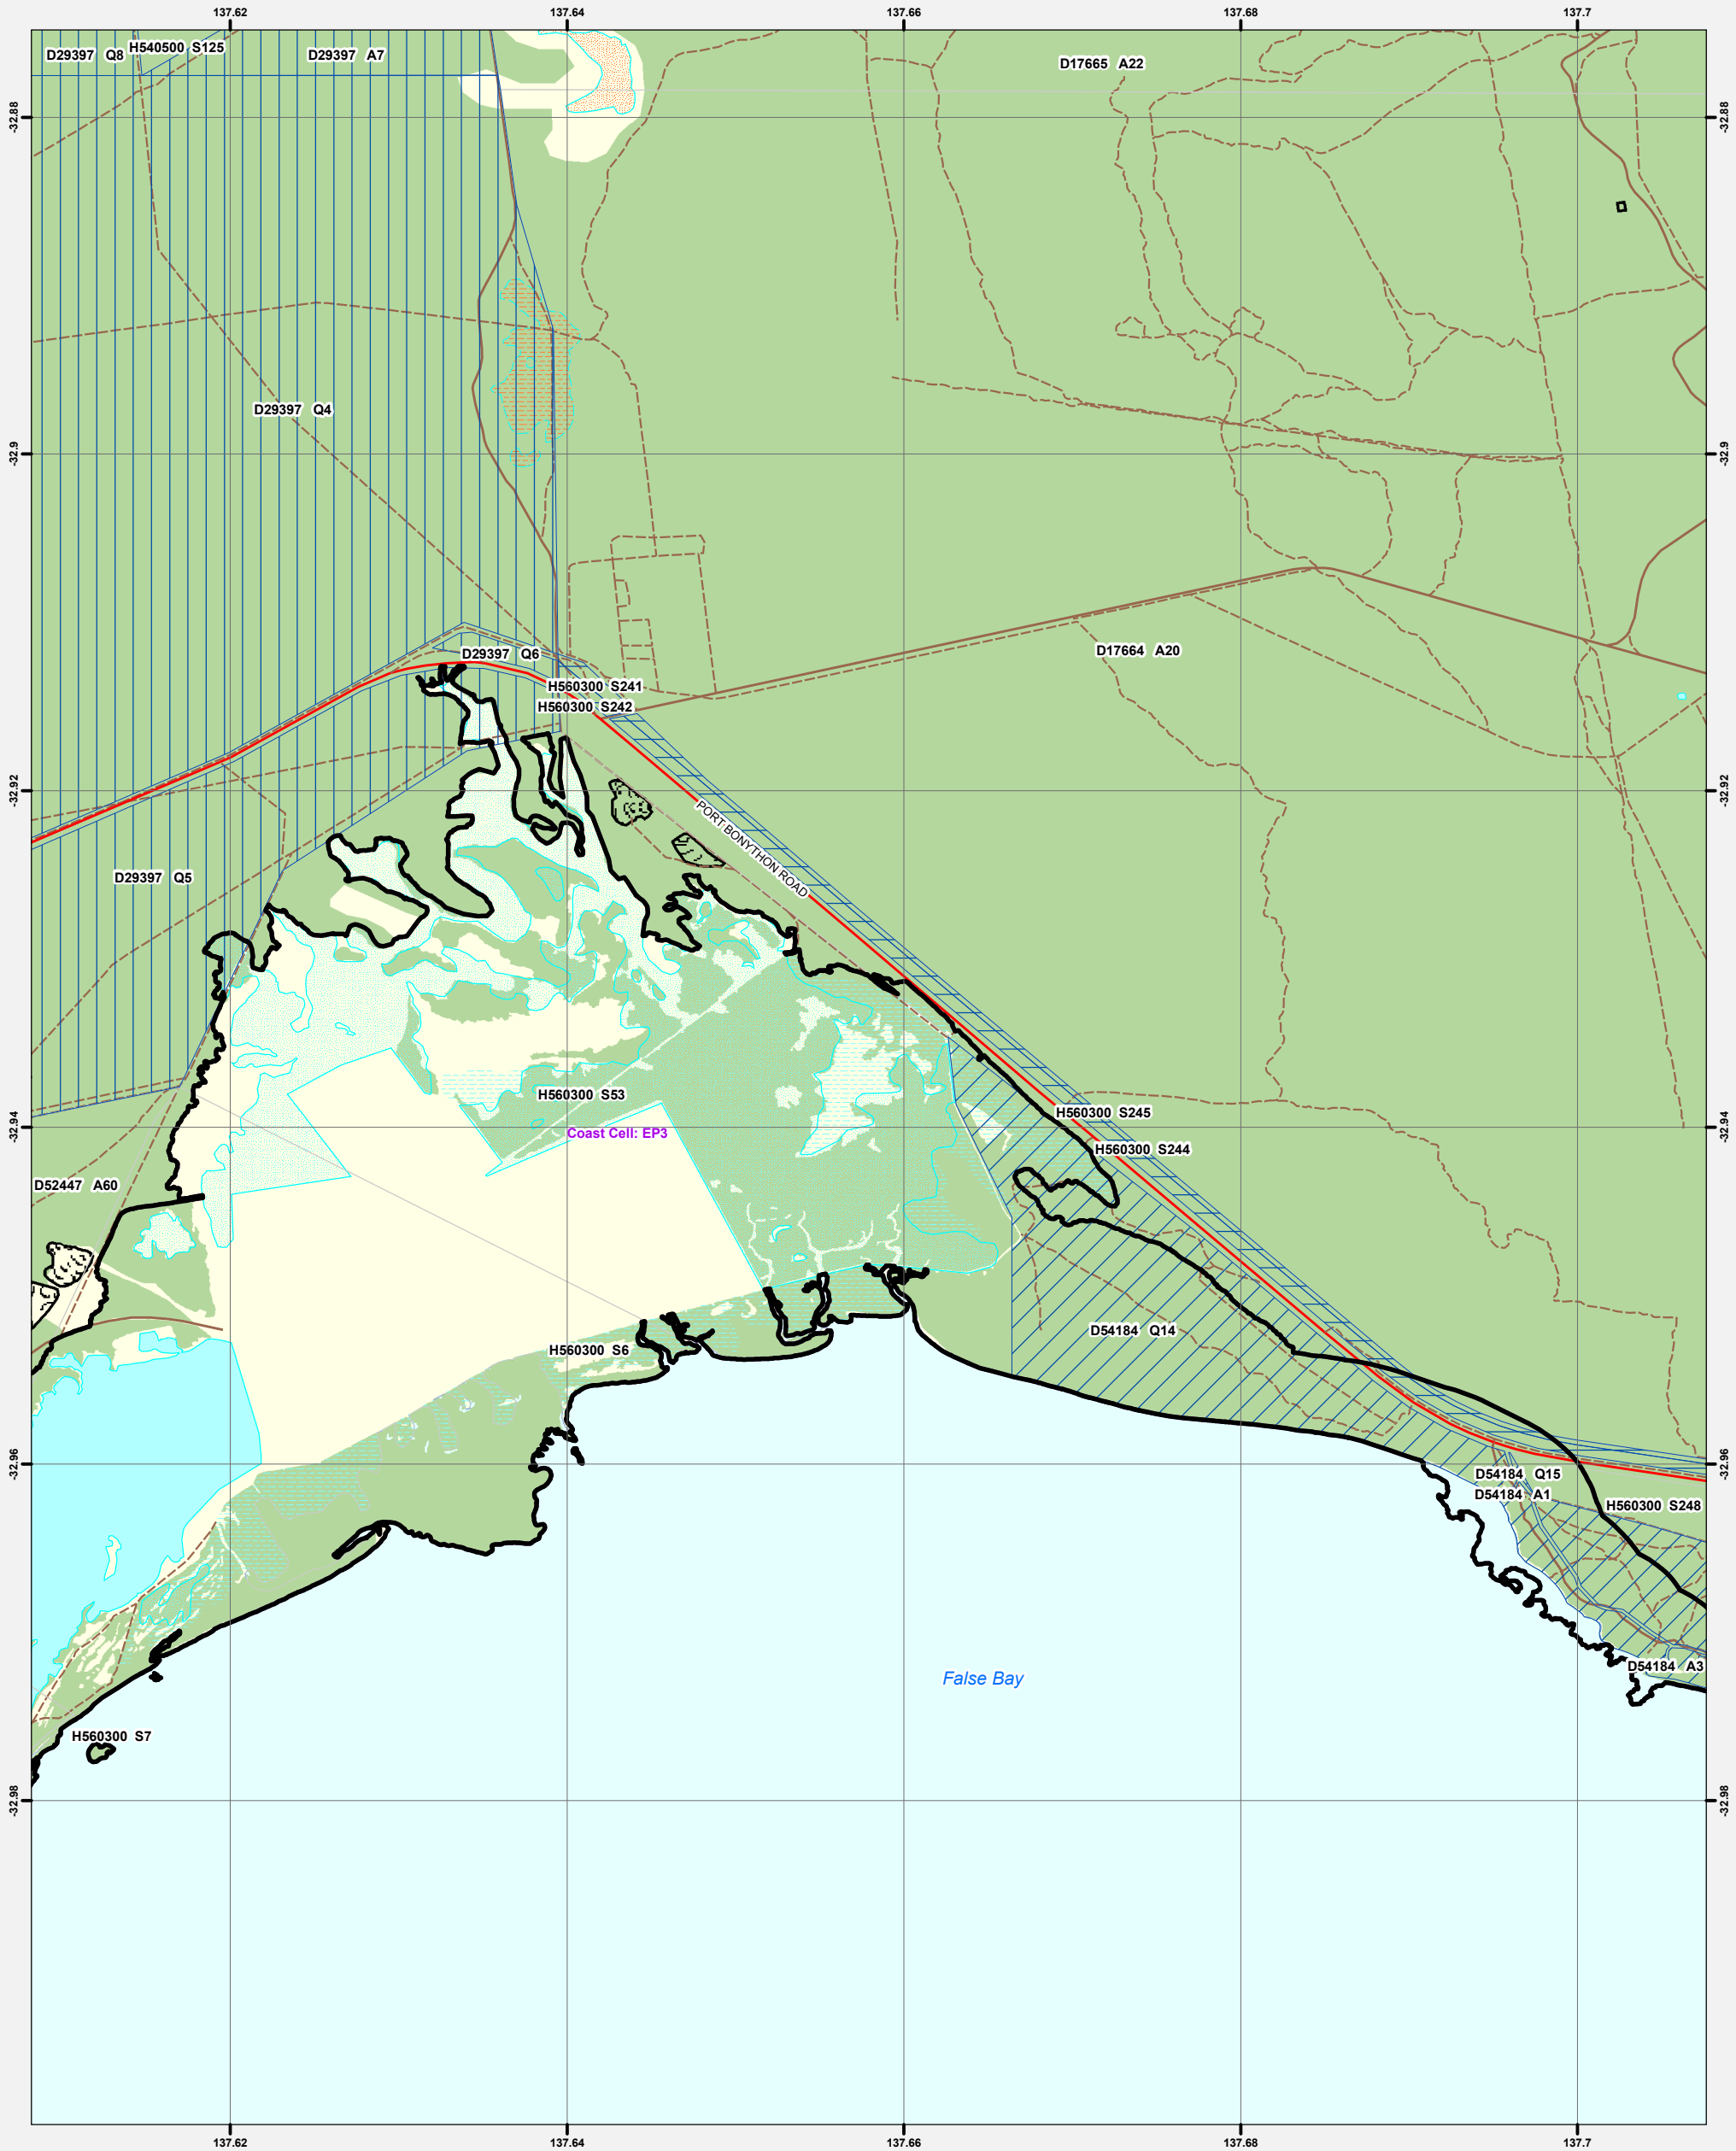 137.62 137.64 137.66 137.68 137.7
D29397 Q8
H540500 S125
D29397 A7
D17665 A22
-32.88 -32.88
D29397 Q4
-32.9 -32.9
D29397 Q6
D17664 A20
H560300 S241
H560300 S242
-32.92 -32.92
PORT BONYTHON ROAD
D29397 Q5
H560300 S53
H560300 S245
-32.94 -32.94
Coast Cell: EP3
H560300 S244
D52447 A60
D54184 Q14
H560300 S6
-32.96 -32.96
D54184 Q15
D54184 A1
H560300 S248
D54184 A3
False Bay
H560300 S7
-32.98 -32.98
137.62 137.64 137.66 137.68 137.7